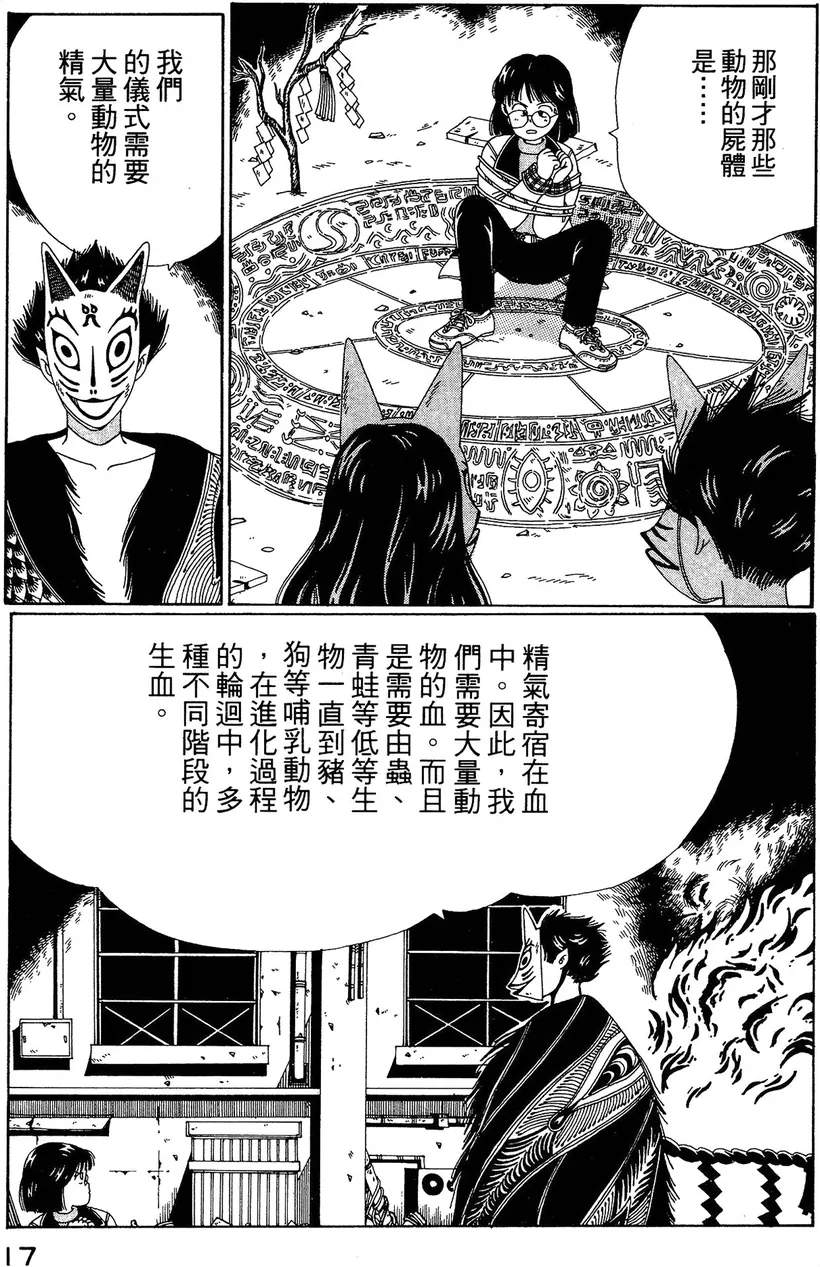 那剛才那些
動物的屍體
是……
我們
的儀式需要
大量動物的
精氣。
咒
精氣寄宿在血
中。因此，我
們需要大量動
物的血。而且
是需要由蟲、
青蛙等低等生
物一直到豬、
狗等哺乳動物
，在進化過程
的輪迴中，多
種不同階段的
生血。
17